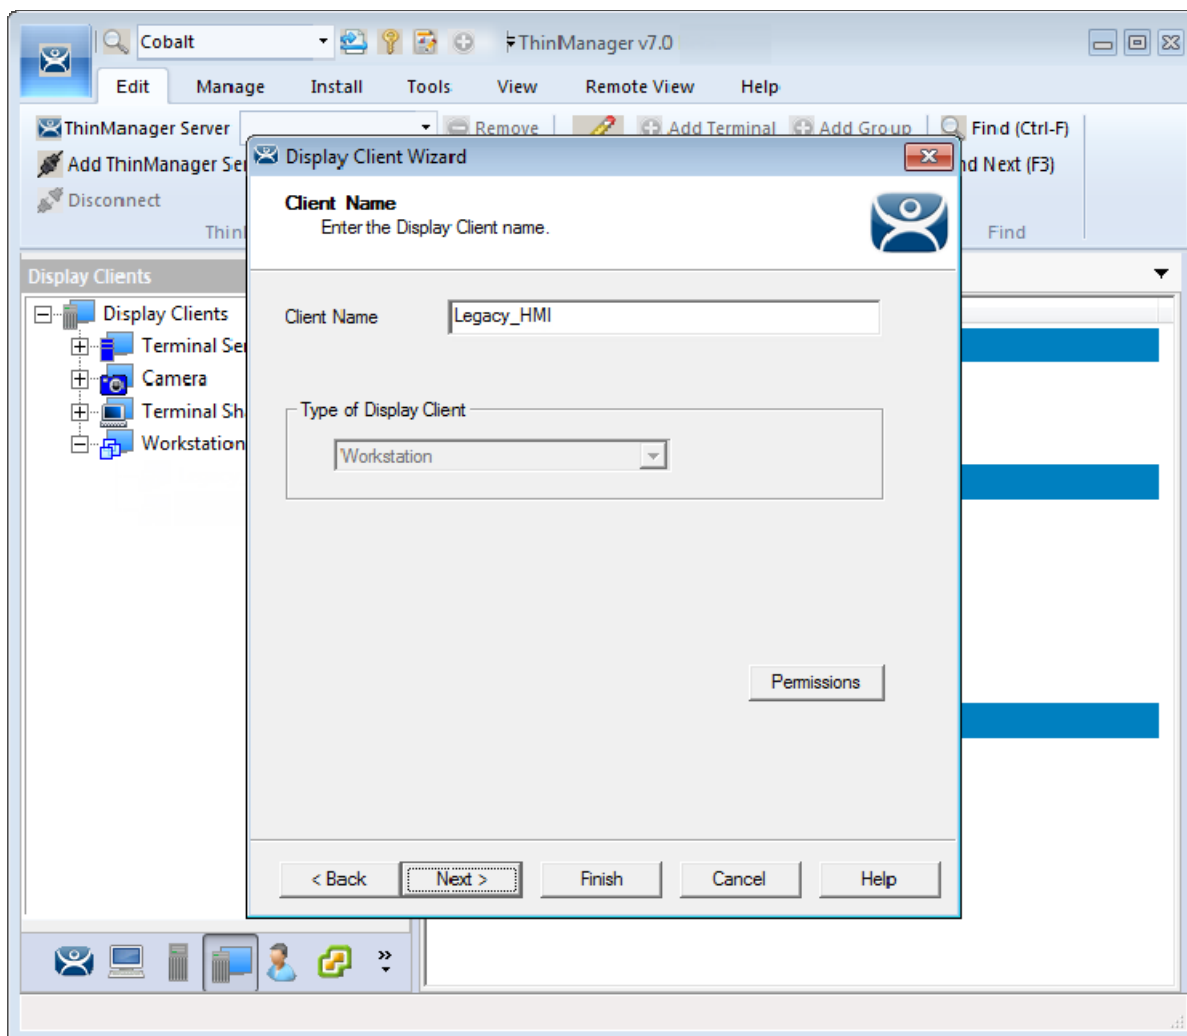 Cobalt
ThinManager v7.0
Edit Manage Install Tools View Remote View Help
ThinManager Server Remove Add Terminal Add Group Find (Ctrl-F)
Add ThinManager Ser nd Next (F3)
Disconnect
Thin Find
Display Client Wizard
Client Name
Enter the Display Client name.
Display Clients
Display Clients
Terminal Ser
Camera
Terminal Sh
Workstation
Client Name Legacy_HMI
Type of Display Client
Workstation
Permissions
< Back Next > Finish Cancel Help